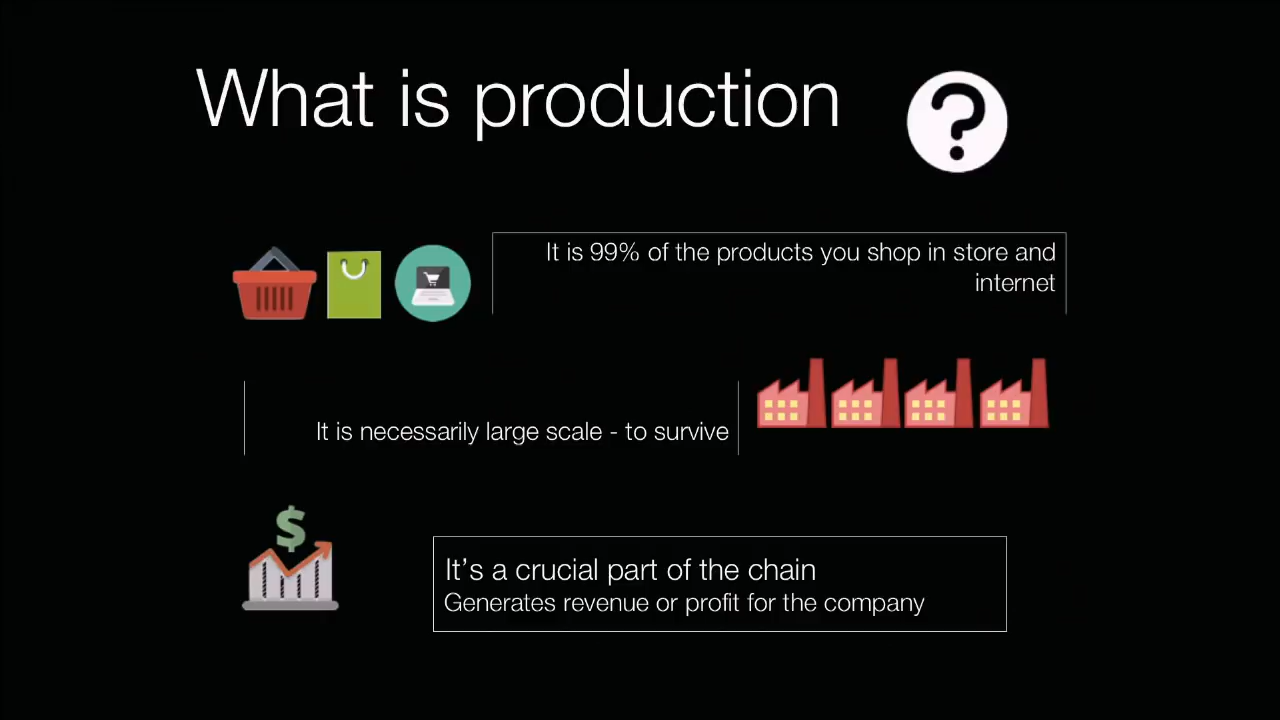 What is production ?
It is 99% of the products you shop in store and
internet
It is necessarily large scale - to survive
$
It's a crucial part of the chain
Generates revenue or profit for the company